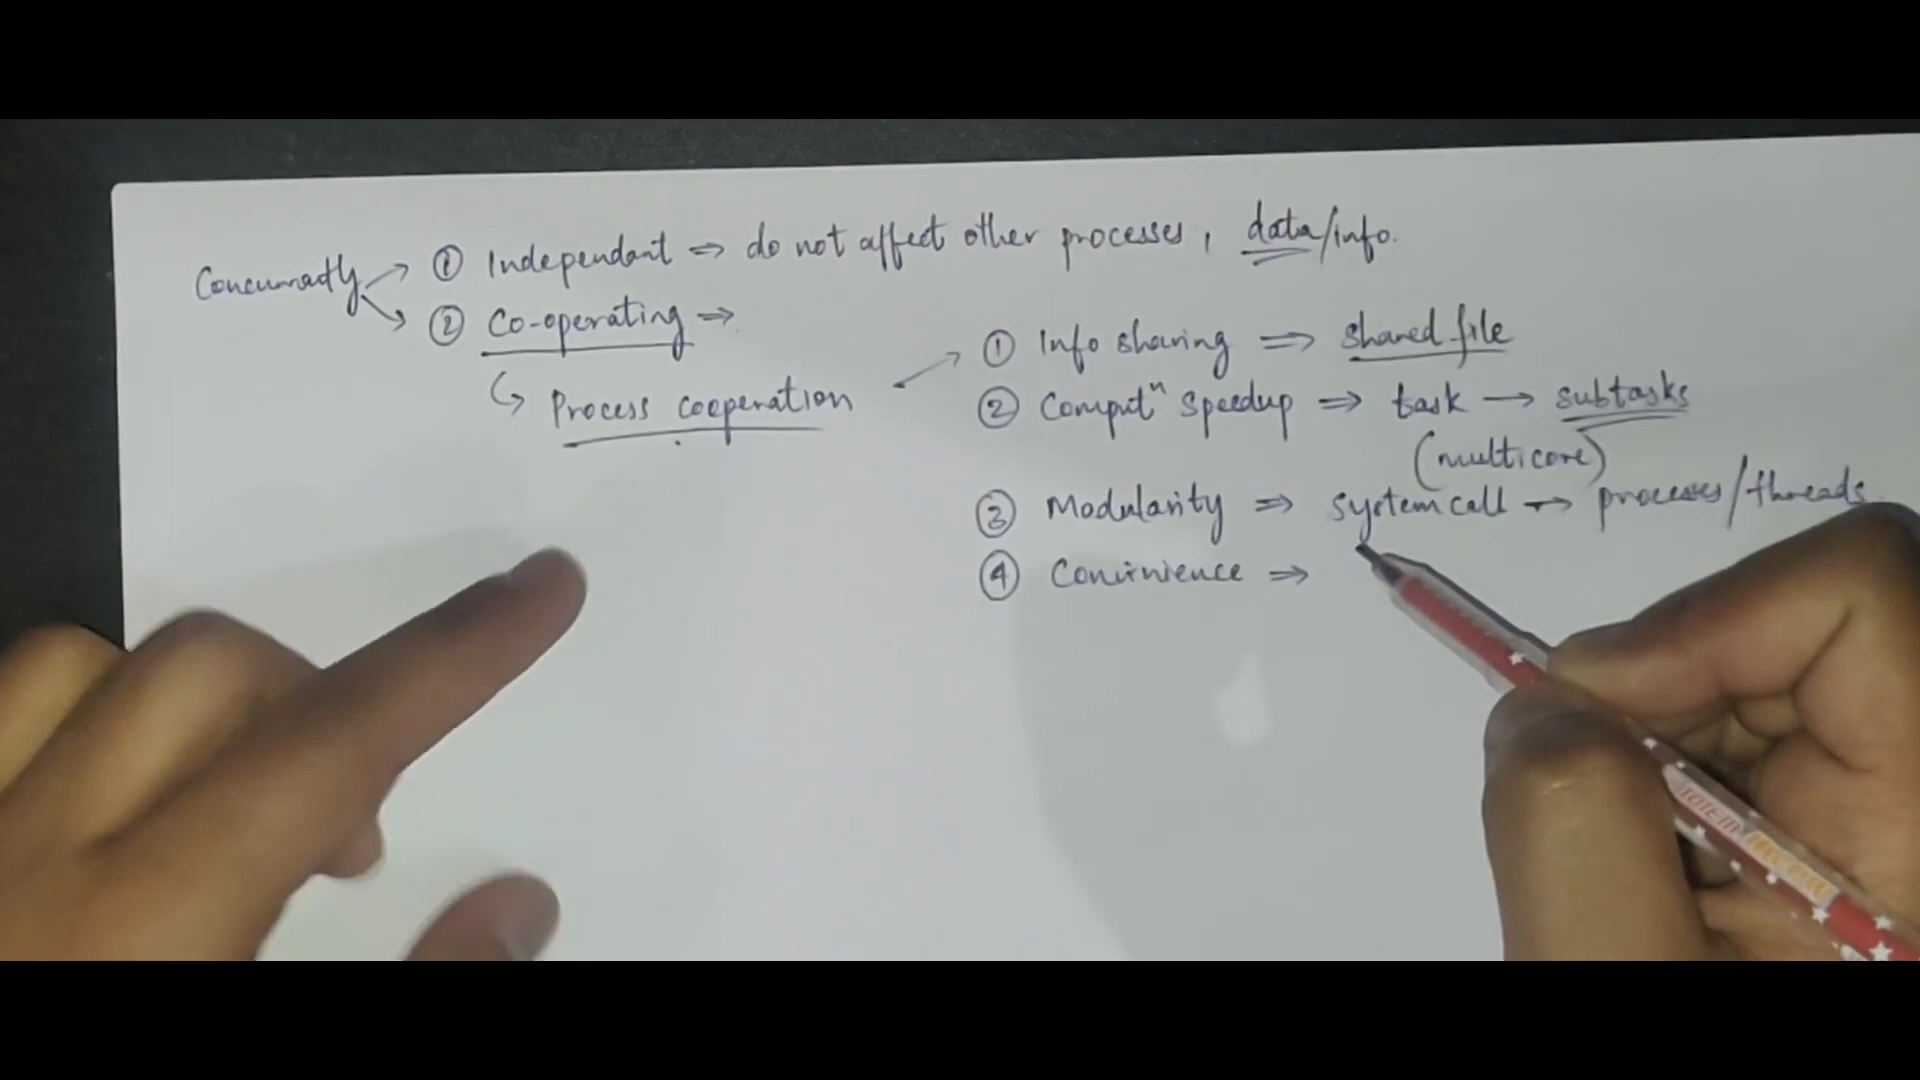 Concurrently
① Independant ⇒ do not affect other processes, data/info.
② Co-operating ⇒
↳ Process cooperation
① Info sharing ⇒ shared file
② Computⁿ speedup ⇒ task → subtasks
(multicore)
③ Modularity ⇒ system call → processes/threads
④ Convinience ⇒